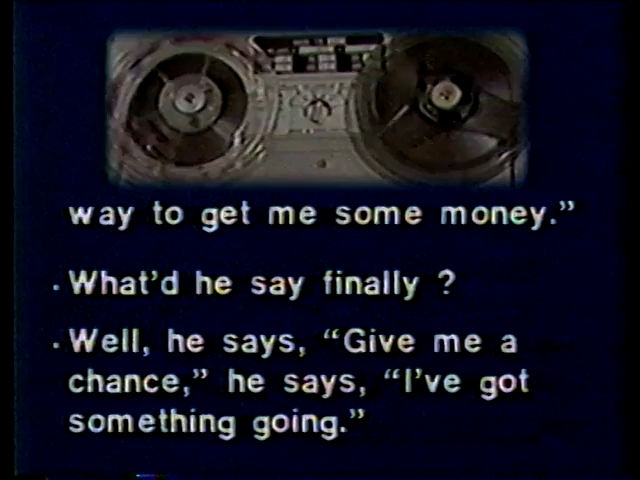 way to get me some money.”
. What’d he say finally ?
. Well, he says, “Give me a
chance,” he says, “I’ve got
something going.”